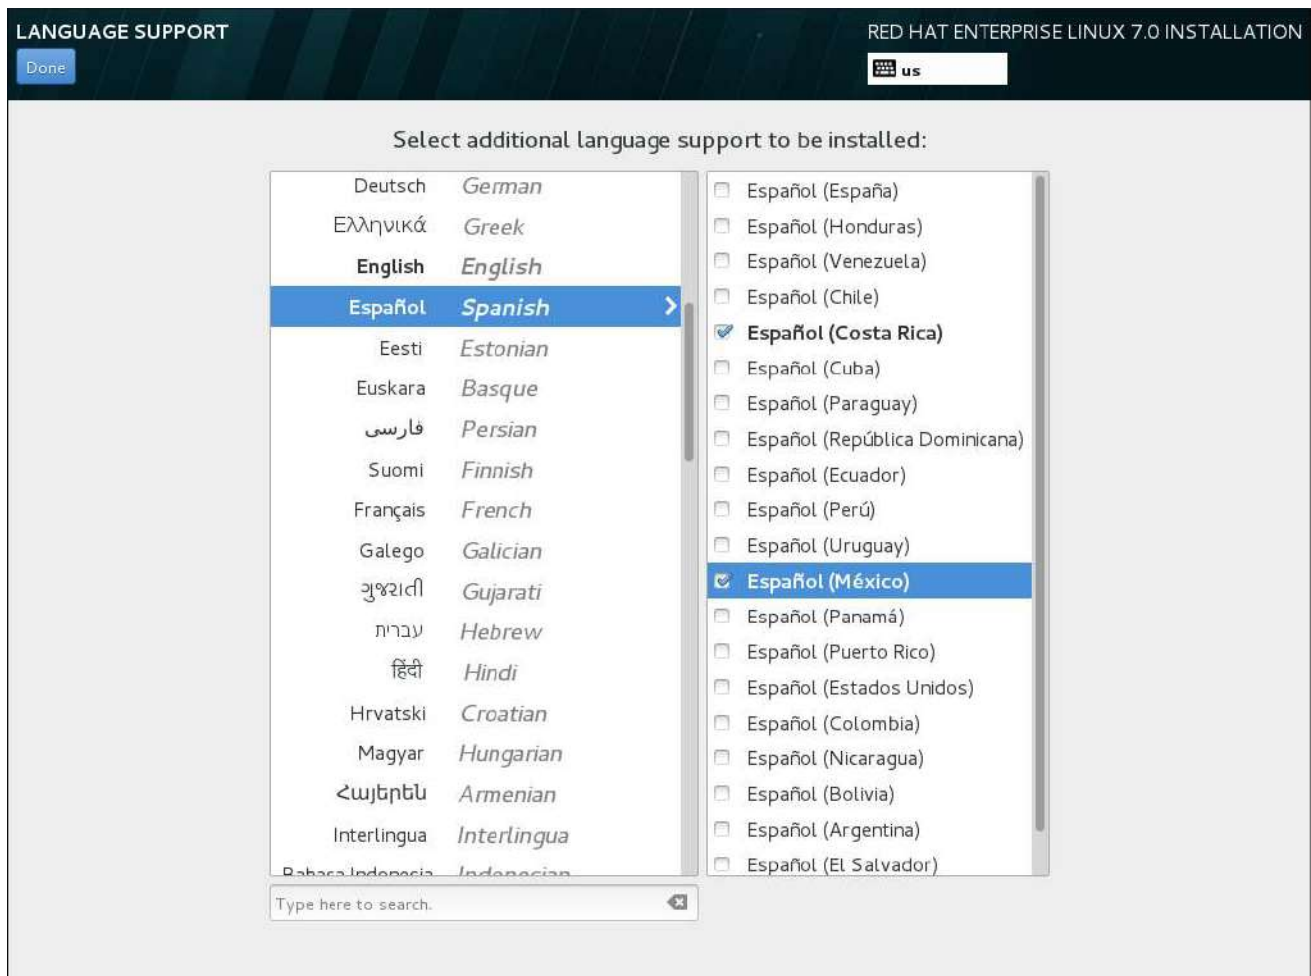 LANGUAGE SUPPORT
RED HAT ENTERPRISE LINUX 7.0 INSTALLATION
Done
us
Select additional language support to be installed:
Deutsch German
Ελληνικά Greek
English English
Español Spanish
Eesti Estonian
Euskara Basque
فارسی Persian
Suomi Finnish
Français French
Galego Galician
ગુજરાતી Gujarati
עברית Hebrew
हिंदी Hindi
Hrvatski Croatian
Magyar Hungarian
Հայերեն Armenian
Interlingua Interlingua
Bahasa Indonesia Indonesian
Español (España)
Español (Honduras)
Español (Venezuela)
Español (Chile)
Español (Costa Rica)
Español (Cuba)
Español (Paraguay)
Español (República Dominicana)
Español (Ecuador)
Español (Perú)
Español (Uruguay)
Español (México)
Español (Panamá)
Español (Puerto Rico)
Español (Estados Unidos)
Español (Colombia)
Español (Nicaragua)
Español (Bolivia)
Español (Argentina)
Español (El Salvador)
Type here to search.